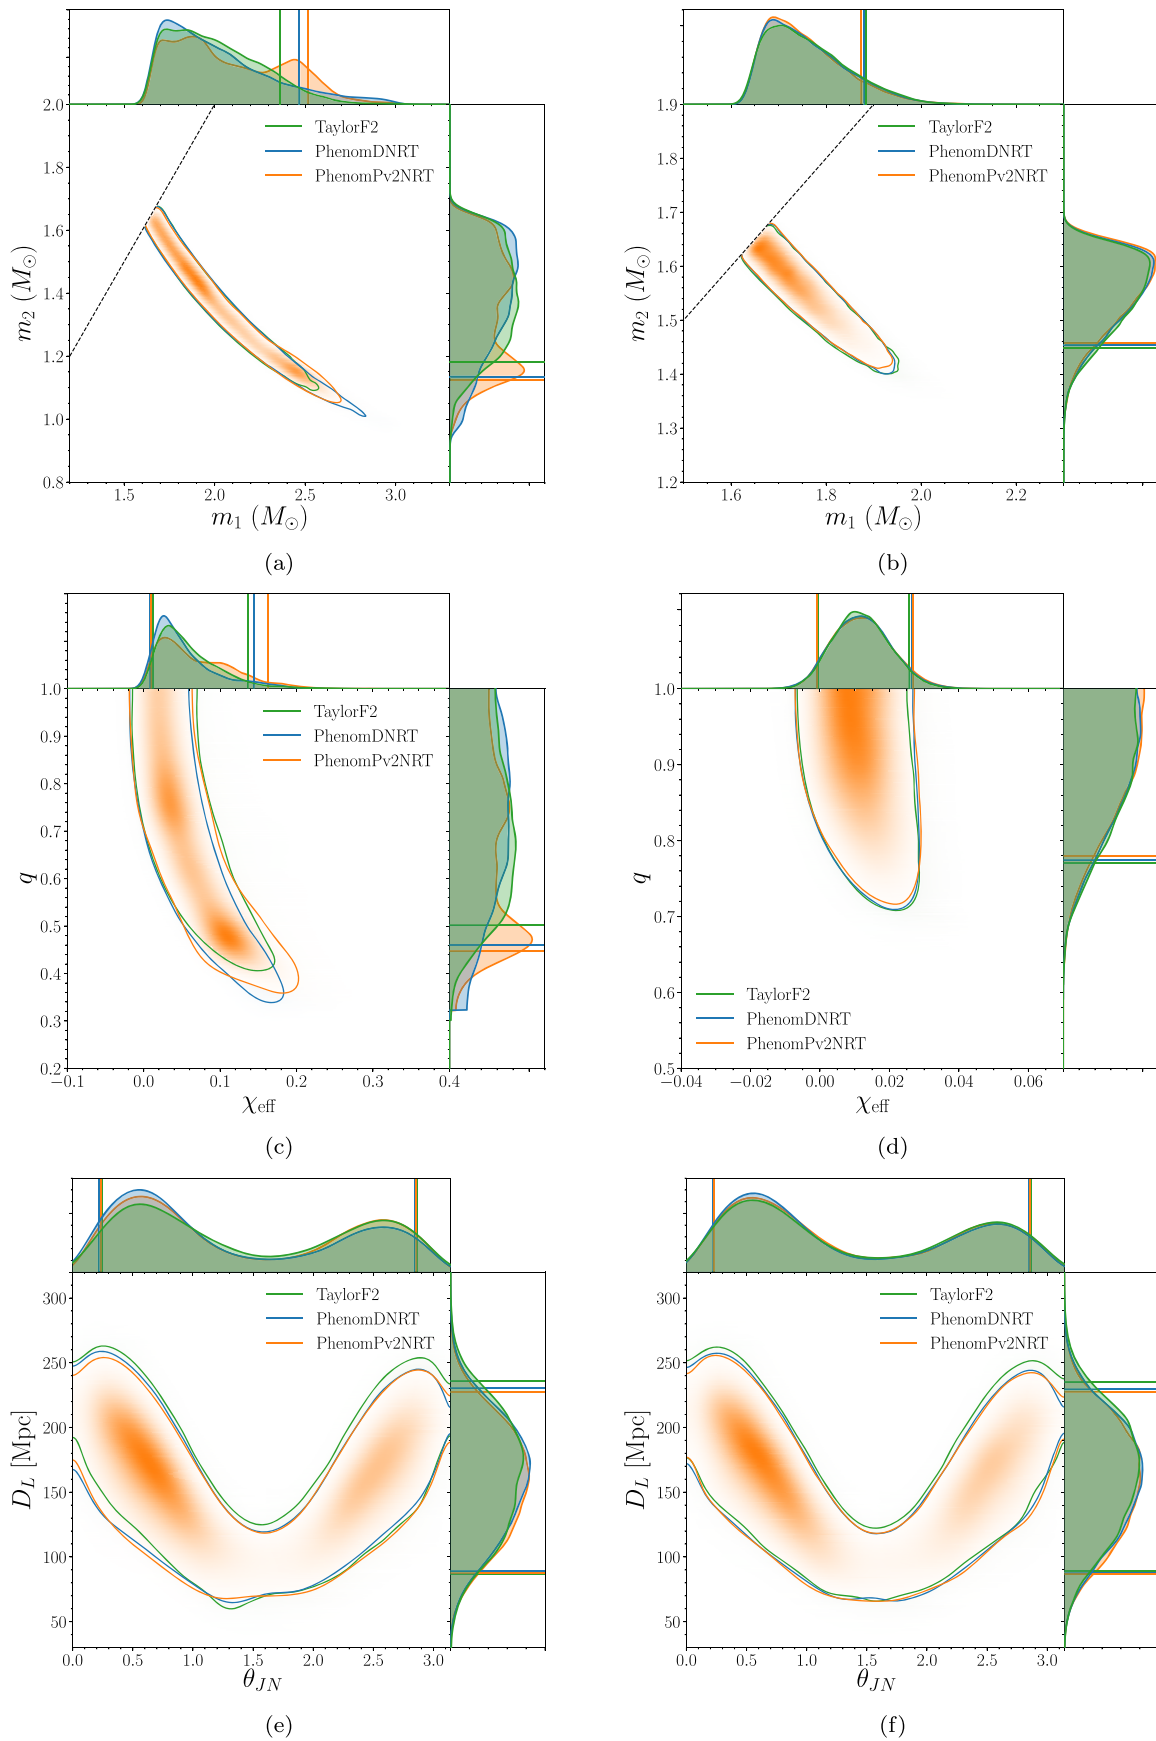 2.0
1.8
1.6
1.4
1.2
1.0
0.8
m₂ (M⊙)
TaylorF2
PhenomDNRT
PhenomPv2NRT
1.5 2.0 2.5 3.0
m₁ (M⊙)
(a)
1.9
1.8
1.7
1.6
1.5
1.4
1.3
1.2
m₂ (M⊙)
TaylorF2
PhenomDNRT
PhenomPv2NRT
1.6 1.8 2.0 2.2
m₁ (M⊙)
(b)
1.0
0.9
0.8
0.7
0.6
0.5
0.4
0.3
0.2
q
TaylorF2
PhenomDNRT
PhenomPv2NRT
−0.1 0.0 0.1 0.2 0.3 0.4
χeff
(c)
1.0
0.9
0.8
0.7
0.6
0.5
q
TaylorF2
PhenomDNRT
PhenomPv2NRT
−0.04 −0.02 0.00 0.02 0.04 0.06
χeff
(d)
300
250
200
150
100
50
D_L [Mpc]
TaylorF2
PhenomDNRT
PhenomPv2NRT
0.0 0.5 1.0 1.5 2.0 2.5 3.0
θ_JN
(e)
300
250
200
150
100
50
D_L [Mpc]
TaylorF2
PhenomDNRT
PhenomPv2NRT
0.0 0.5 1.0 1.5 2.0 2.5 3.0
θ_JN
(f)